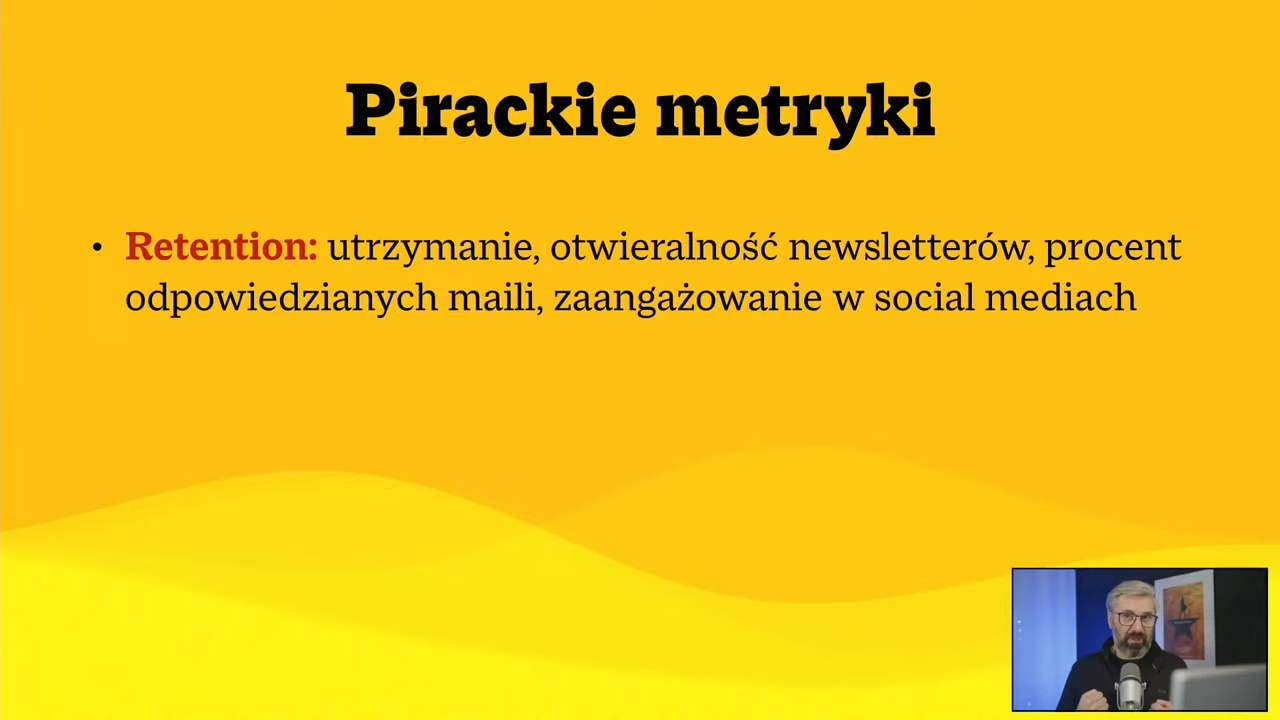 Pirackie metryki
• Retention: utrzymanie, otwieralność newsletterów, procent
odpowiedzianych maili, zaangażowanie w social mediach